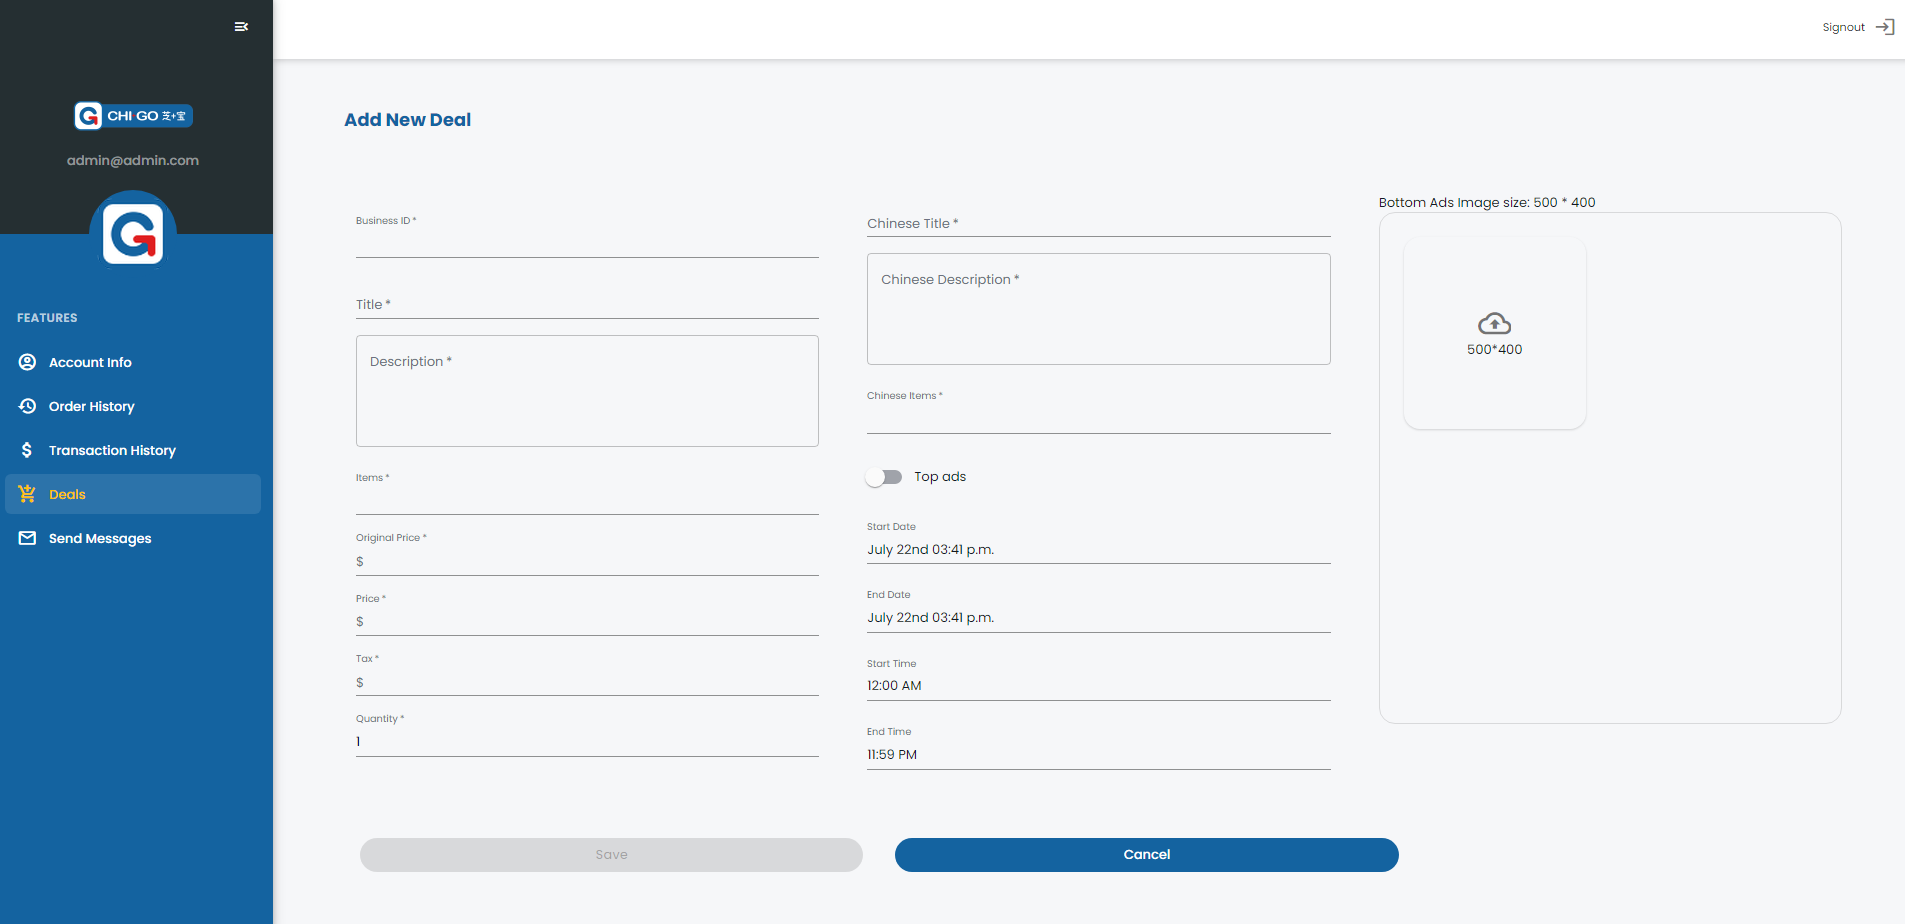 Signout
CHI GO 芝+宝
admin@admin.com
FEATURES
Account Info
Order History
Transaction History
Deals
Send Messages
Add New Deal
Business ID *
Title *
Description *
Items *
Original Price *
$
Price *
$
Tax *
$
Quantity *
1
Chinese Title *
Chinese Description *
Chinese Items *
Top ads
Start Date
July 22nd 03:41 p.m.
End Date
July 22nd 03:41 p.m.
Start Time
12:00 AM
End Time
11:59 PM
Bottom Ads Image size: 500 * 400
500*400
Save
Cancel